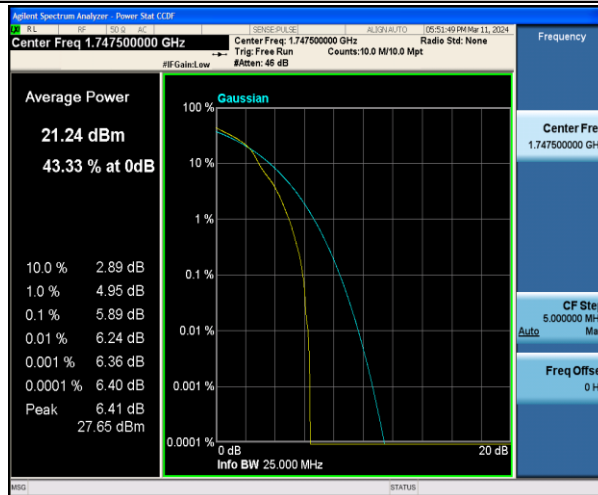 Agilent Spectrum Analyzer - Power Stat CCDF
RL RF 50 Ω AC SENSE:PULSE ALIGN AUTO 05:51:49 PM Mar 11, 2024
Center Freq 1.747500000 GHz
Center Freq: 1.747500000 GHz Radio Std: None
Trig: Free Run Counts:10.0 M/10.0 Mpt
#IFGain:Low #Atten: 46 dB
Frequency
Average Power
21.24 dBm
43.33 % at 0dB
10.0 % 2.89 dB
1.0 % 4.95 dB
0.1 % 5.89 dB
0.01 % 6.24 dB
0.001 % 6.36 dB
0.0001 % 6.40 dB
Peak 6.41 dB
27.65 dBm
Gaussian
100 %
10 %
1 %
0.1 %
0.01 %
0.001 %
0.0001 %
0 dB 20 dB
Info BW 25.000 MHz
Center Fre
1.747500000 GH
CF Ste
5.000000 MH
Auto Ma
Freq Offse
0 H
MSG STATUS